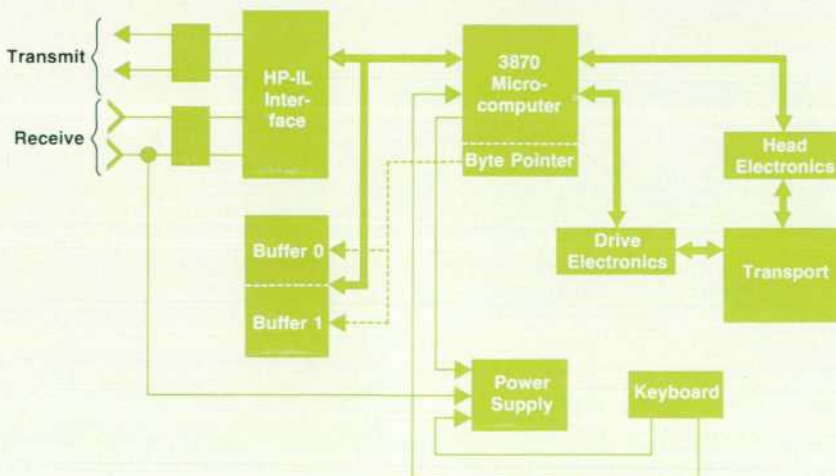 Transmit
Receive
HP-IL
Inter-
face
3870
Micro-
computer
Byte Pointer
Head
Electronics
Buffer 0
Buffer 1
Drive
Electronics
Transport
Power
Supply
Keyboard